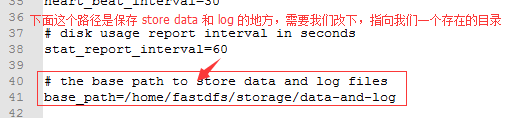 35 heart_beat_interval=30
下面这个路径是保存 store data 和 log 的地方，需要我们改下，指向我们一个存在的目录
37 # disk usage report interval in seconds
38 stat_report_interval=60
39
40 # the base path to store data and log files
41 base_path=/home/fastdfs/storage/data-and-log